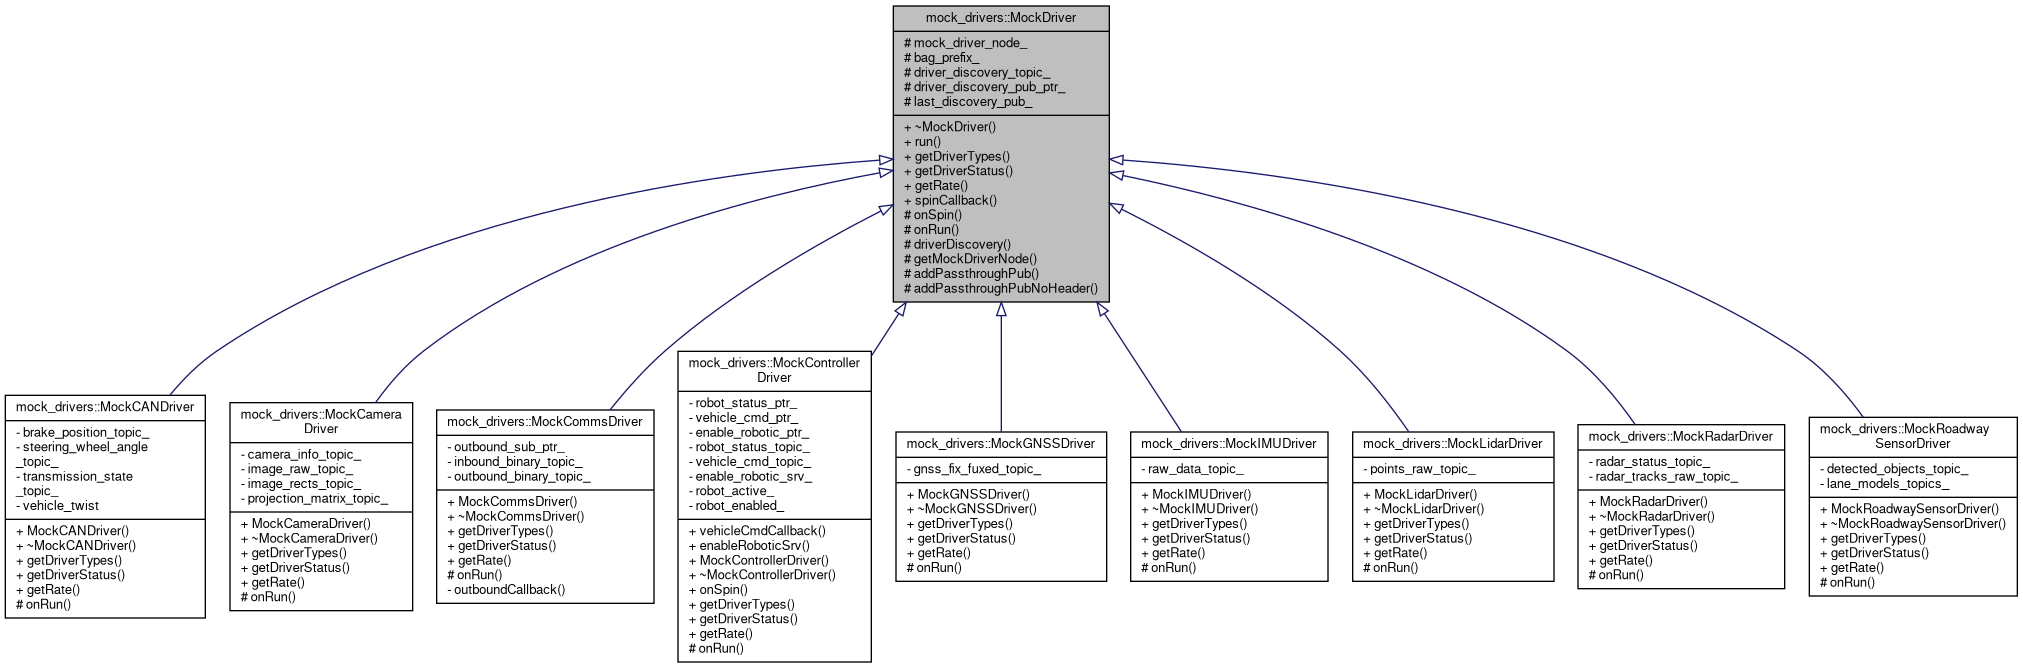 mock_drivers::MockDriver
# mock_driver_node_
# bag_prefix_
# driver_discovery_topic_
# driver_discovery_pub_ptr_
# last_discovery_pub_
+ ~MockDriver()
+ run()
+ getDriverTypes()
+ getDriverStatus()
+ getRate()
+ spinCallback()
# onSpin()
# onRun()
# driverDiscovery()
# getMockDriverNode()
# addPassthroughPub()
# addPassthroughPubNoHeader()
mock_drivers::MockCANDriver
- brake_position_topic_
- steering_wheel_angle
_topic_
- transmission_state
_topic_
- vehicle_twist
+ MockCANDriver()
+ ~MockCANDriver()
+ getDriverTypes()
+ getDriverStatus()
+ getRate()
# onRun()
mock_drivers::MockCamera
Driver
- camera_info_topic_
- image_raw_topic_
- image_rects_topic_
- projection_matrix_topic_
+ MockCameraDriver()
+ ~MockCameraDriver()
+ getDriverTypes()
+ getDriverStatus()
+ getRate()
# onRun()
mock_drivers::MockCommsDriver
- outbound_sub_ptr_
- inbound_binary_topic_
- outbound_binary_topic_
+ MockCommsDriver()
+ ~MockCommsDriver()
+ getDriverTypes()
+ getDriverStatus()
+ getRate()
# onRun()
- outboundCallback()
mock_drivers::MockController
Driver
- robot_status_ptr_
- vehicle_cmd_ptr_
- enable_robotic_ptr_
- robot_status_topic_
- vehicle_cmd_topic_
- enable_robotic_srv_
- robot_active_
- robot_enabled_
+ vehicleCmdCallback()
+ enableRoboticSrv()
+ MockControllerDriver()
+ ~MockControllerDriver()
+ onSpin()
+ getDriverTypes()
+ getDriverStatus()
+ getRate()
# onRun()
mock_drivers::MockGNSSDriver
- gnss_fix_fuxed_topic_
+ MockGNSSDriver()
+ ~MockGNSSDriver()
+ getDriverTypes()
+ getDriverStatus()
+ getRate()
# onRun()
mock_drivers::MockIMUDriver
- raw_data_topic_
+ MockIMUDriver()
+ ~MockIMUDriver()
+ getDriverTypes()
+ getDriverStatus()
+ getRate()
# onRun()
mock_drivers::MockLidarDriver
- points_raw_topic_
+ MockLidarDriver()
+ ~MockLidarDriver()
+ getDriverTypes()
+ getDriverStatus()
+ getRate()
# onRun()
mock_drivers::MockRadarDriver
- radar_status_topic_
- radar_tracks_raw_topic_
+ MockRadarDriver()
+ ~MockRadarDriver()
+ getDriverTypes()
+ getDriverStatus()
+ getRate()
# onRun()
mock_drivers::MockRoadway
SensorDriver
- detected_objects_topic_
- lane_models_topics_
+ MockRoadwaySensorDriver()
+ ~MockRoadwaySensorDriver()
+ getDriverTypes()
+ getDriverStatus()
+ getRate()
# onRun()